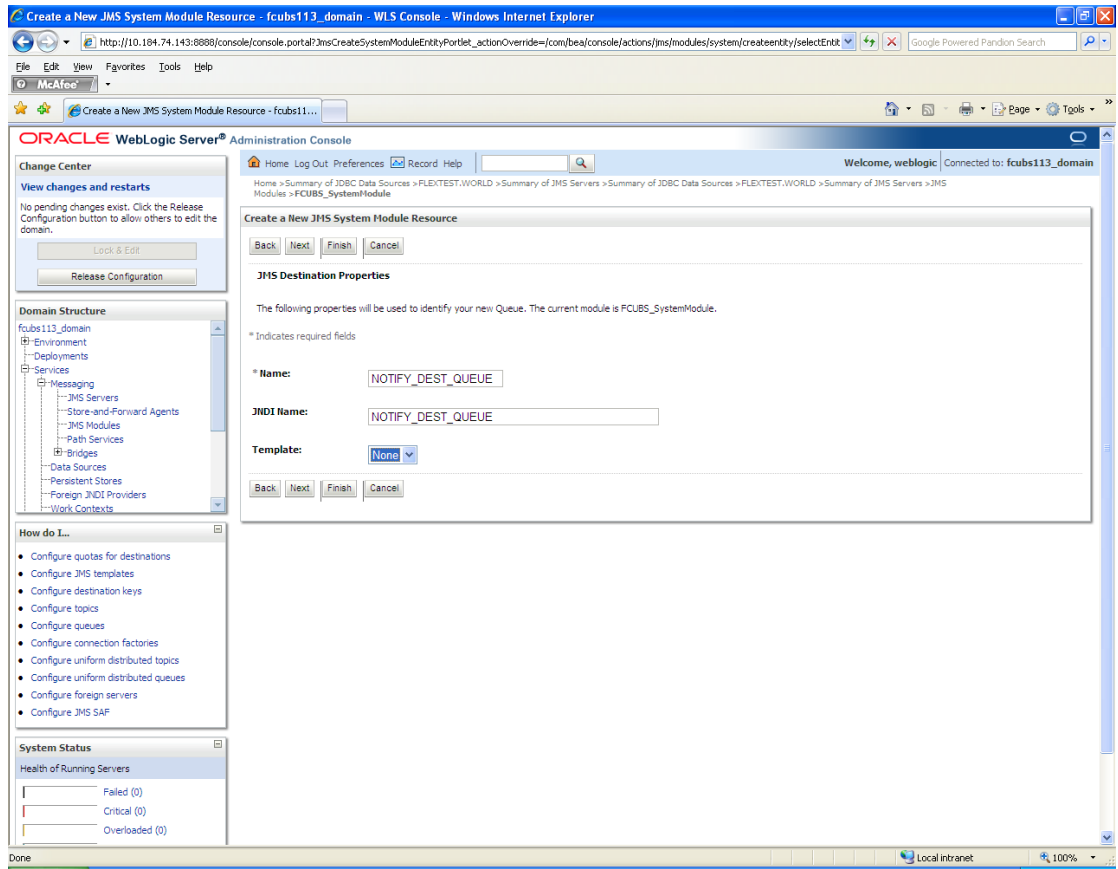 Create a New JMS System Module Resource - fcubs113_domain - WLS Console - Windows Internet Explorer
http://10.184.74.143:8888/console/console.portal?JmsCreateSystemModuleEntityPortlet_actionOverride=/com/bea/console/actions/jms/modules/system/createentity/selectEntit
Google Powered Pandion Search
File Edit View Favorites Tools Help
McAfee
Create a New JMS System Module Resource - fcubs11...
Page Tools
ORACLE WebLogic Server® Administration Console
Change Center
View changes and restarts
No pending changes exist. Click the Release
Configuration button to allow others to edit the
domain.
Lock & Edit
Release Configuration
Domain Structure
fcubs113_domain
Environment
Deployments
Services
Messaging
JMS Servers
Store-and-Forward Agents
JMS Modules
Path Services
Bridges
Data Sources
Persistent Stores
Foreign JNDI Providers
Work Contexts
How do I...
Configure quotas for destinations
Configure JMS templates
Configure destination keys
Configure topics
Configure queues
Configure connection factories
Configure uniform distributed topics
Configure uniform distributed queues
Configure foreign servers
Configure JMS SAF
System Status
Health of Running Servers
Failed (0)
Critical (0)
Overloaded (0)
Home Log Out Preferences Record Help
Welcome, weblogic Connected to: fcubs113_domain
Home >Summary of JDBC Data Sources >FLEXTEST.WORLD >Summary of JMS Servers >Summary of JDBC Data Sources >FLEXTEST.WORLD >Summary of JMS Servers >JMS
Modules >FCUBS_SystemModule
Create a New JMS System Module Resource
Back Next Finish Cancel
JMS Destination Properties
The following properties will be used to identify your new Queue. The current module is FCUBS_SystemModule.
* Indicates required fields
* Name: NOTIFY_DEST_QUEUE
JNDI Name: NOTIFY_DEST_QUEUE
Template: None
Back Next Finish Cancel
Done
Local intranet
100%